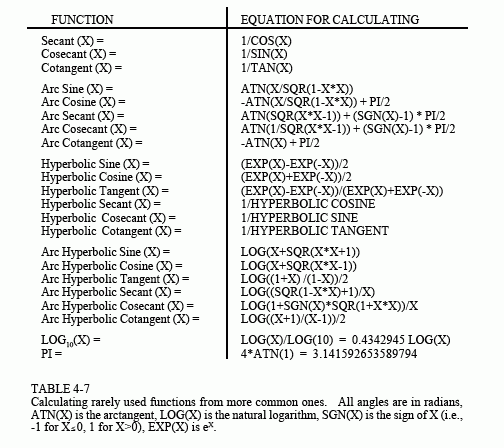 FUNCTION EQUATION FOR CALCULATING
Secant (X) = 1/COS(X)
Cosecant (X) = 1/SIN(X)
Cotangent (X) = 1/TAN(X)
Arc Sine (X) = ATN(X/SQR(1-X*X))
Arc Cosine (X) = -ATN(X/SQR(1-X*X)) + PI/2
Arc Secant (X) = ATN(SQR(X*X-1)) + (SGN(X)-1) * PI/2
Arc Cosecant (X) = ATN(1/SQR(X*X-1)) + (SGN(X)-1) * PI/2
Arc Cotangent (X) = -ATN(X) + PI/2
Hyperbolic Sine (X) = (EXP(X)-EXP(-X))/2
Hyperbolic Cosine (X) = (EXP(X)+EXP(-X))/2
Hyperbolic Tangent (X) = (EXP(X)-EXP(-X))/(EXP(X)+EXP(-X))
Hyperbolic Secant (X) = 1/HYPERBOLIC COSINE
Hyperbolic Cosecant (X) = 1/HYPERBOLIC SINE
Hyperbolic Cotangent (X) = 1/HYPERBOLIC TANGENT
Arc Hyperbolic Sine (X) = LOG(X+SQR(X*X+1))
Arc Hyperbolic Cosine (X) = LOG(X+SQR(X*X-1))
Arc Hyperbolic Tangent (X) = LOG((1+X) /(1-X))/2
Arc Hyperbolic Secant (X) = LOG((SQR(1-X*X)+1)/X)
Arc Hyperbolic Cosecant (X) = LOG(1+SGN(X)*SQR(1+X*X))/X
Arc Hyperbolic Cotangent (X) = LOG((X+1)/(X-1))/2
LOG₁₀(X) = LOG(X)/LOG(10) = 0.4342945 LOG(X)
PI = 4*ATN(1) = 3.141592653589794
TABLE 4-7
Calculating rarely used functions from more common ones. All angles are in radians,
ATN(X) is the arctangent, LOG(X) is the natural logarithm, SGN(X) is the sign of X (i.e.,
-1 for X≤0, 1 for X>0), EXP(X) is eˣ.